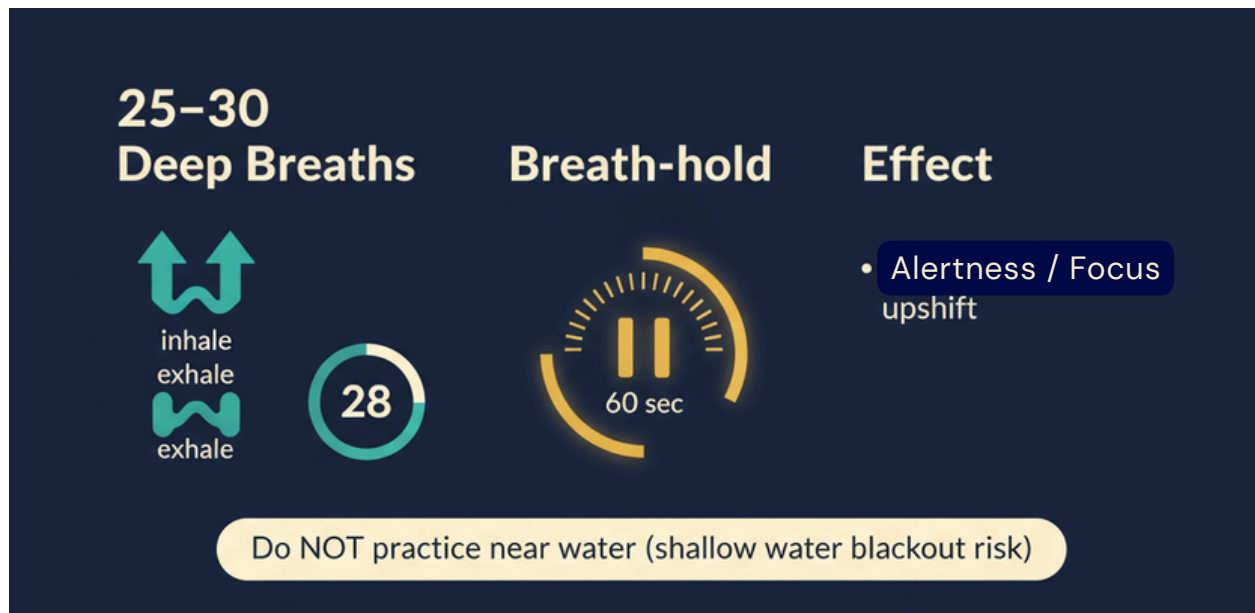 25–30
Deep Breaths
inhale
exhale
exhale
28
Breath-hold
60 sec
Effect
• Alertness / Focus
upshift
Do NOT practice near water (shallow water blackout risk)